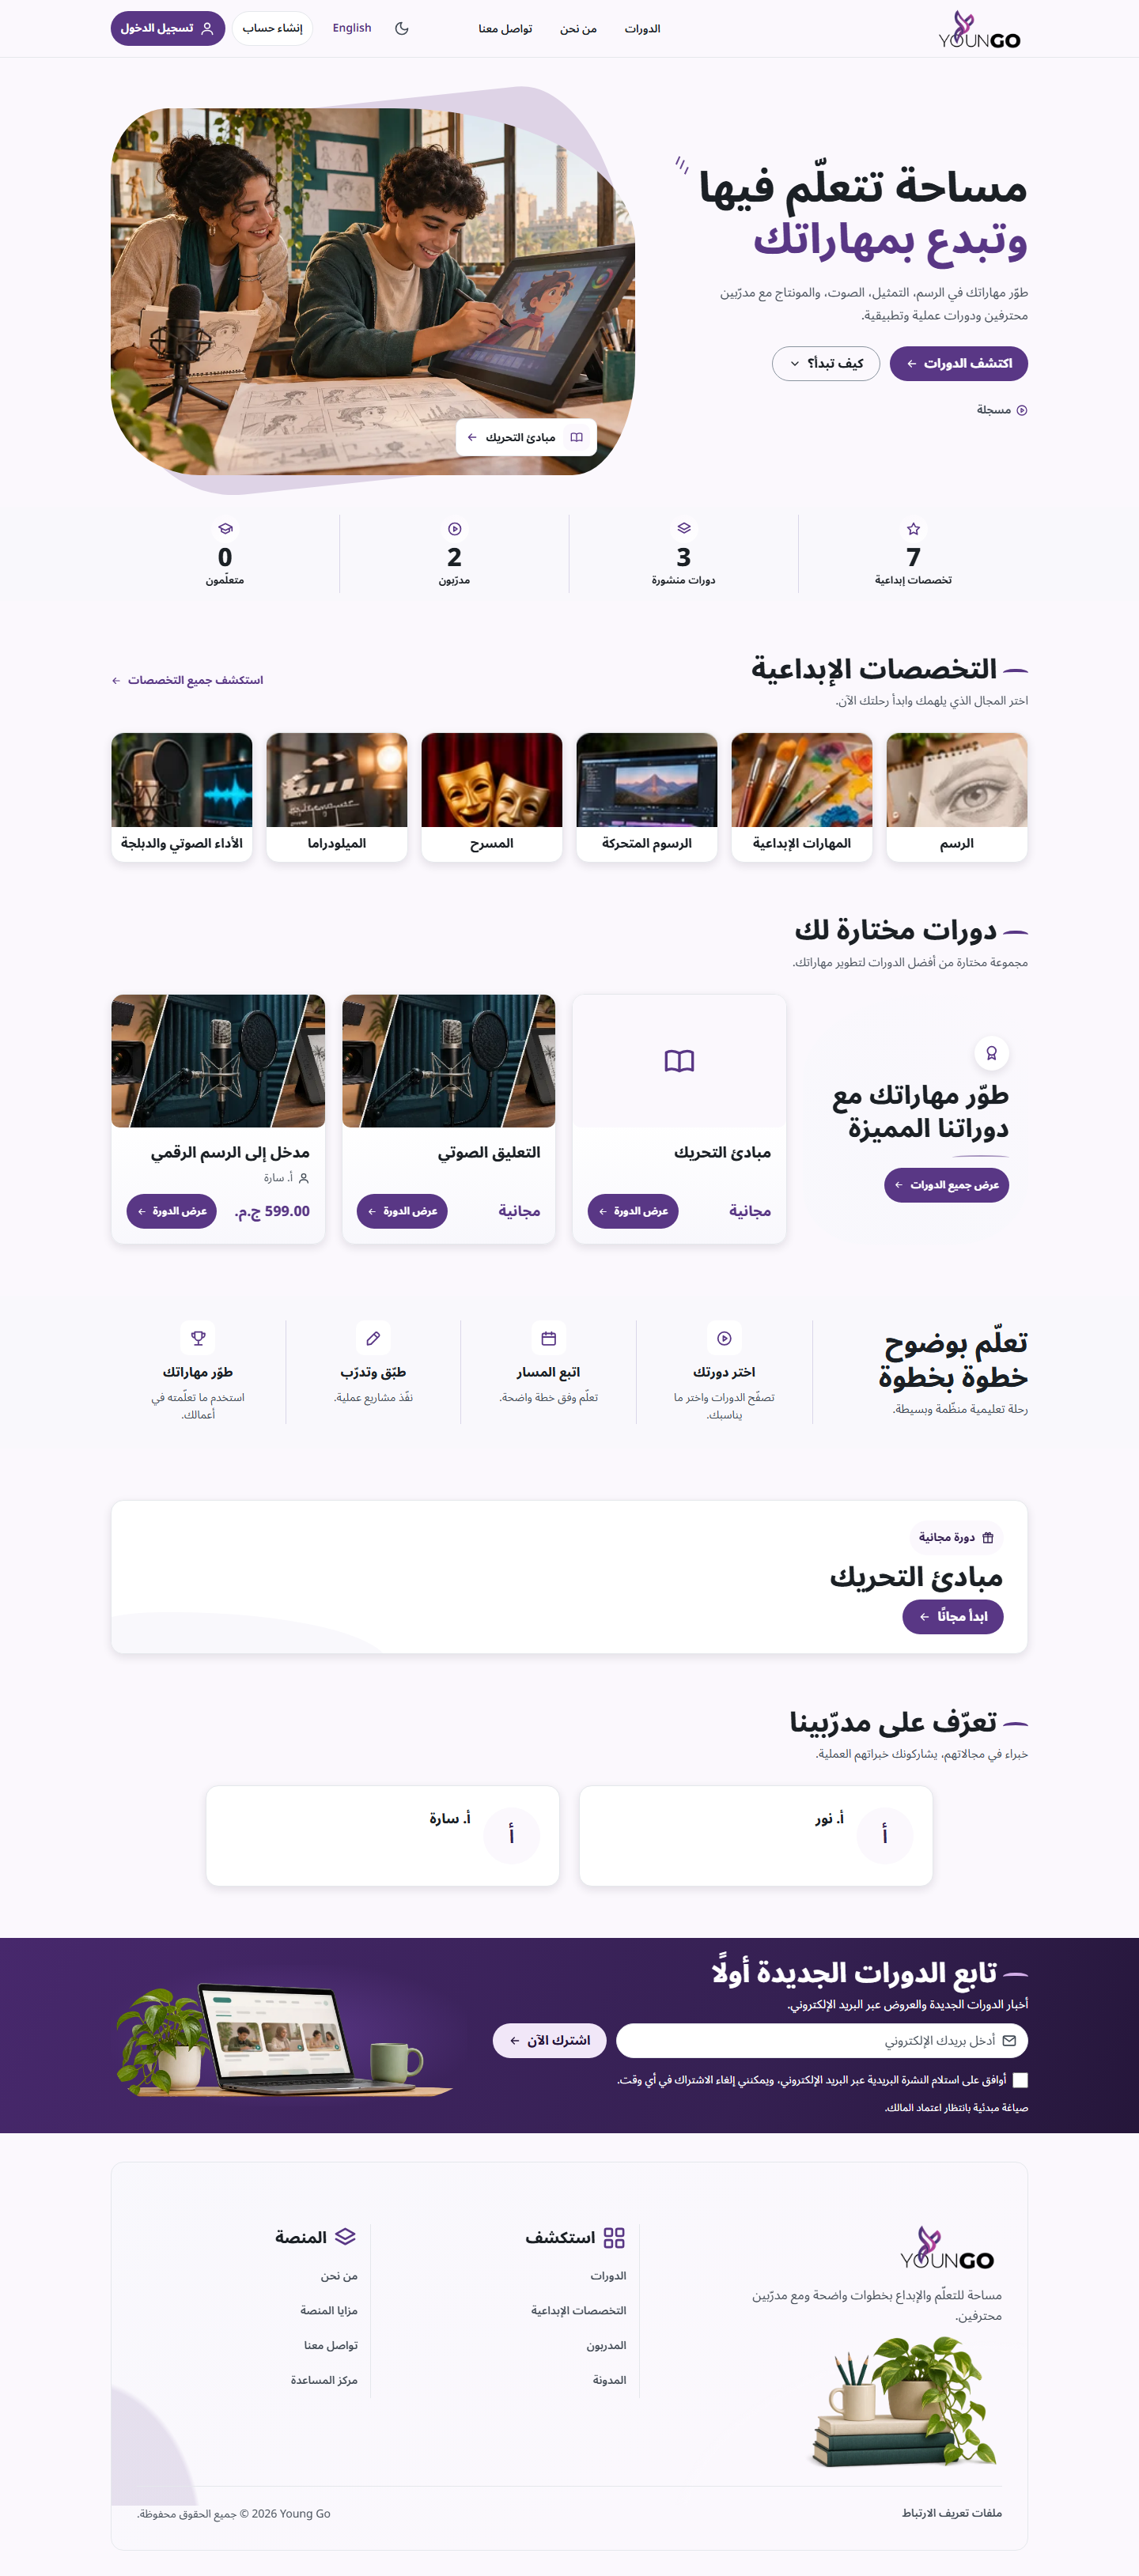 YOUNGO
الدورات
من نحن
تواصل معنا
English
إنشاء حساب
تسجيل الدخول
مساحة تتعلّم فيها
وتبدع بمهاراتك
طوّر مهاراتك في الرسم، التمثيل، الصوت، والمونتاج مع مدرّبين
محترفين ودورات عملية وتطبيقية.
اكتشف الدورات
كيف تبدأ؟
مسجلة
مبادئ التحريك
7
تخصصات إبداعية
3
دورات منشورة
2
مدرّبون
0
متعلّمون
التخصصات الإبداعية
استكشف جميع التخصصات
اختر المجال الذي يلهمك وابدأ رحلتك الآن.
الرسم
المهارات الإبداعية
الرسوم المتحركة
المسرح
الميلودراما
الأداء الصوتي والدبلجة
دورات مختارة لك
مجموعة مختارة من أفضل الدورات لتطوير مهاراتك.
طوّر مهاراتك مع
دوراتنا المميزة
عرض جميع الدورات
مبادئ التحريك
مجانية
عرض الدورة
التعليق الصوتي
مجانية
عرض الدورة
مدخل إلى الرسم الرقمي
أ. سارة
599.00 ج.م.
عرض الدورة
تعلّم بوضوح
خطوة بخطوة
رحلة تعليمية منظّمة وبسيطة.
اختر دورتك
تصفّح الدورات واختر ما
يناسبك.
اتبع المسار
تعلّم وفق خطة واضحة.
طبّق وتدرّب
نفّذ مشاريع عملية.
طوّر مهاراتك
استخدم ما تعلّمته في
أعمالك.
دورة مجانية
مبادئ التحريك
ابدأ مجانًا
تعرّف على مدرّبينا
خبراء في مجالاتهم، يشاركونك خبراتهم العملية.
أ
أ. نور
أ
أ. سارة
تابع الدورات الجديدة أولًا
أخبار الدورات الجديدة والعروض عبر البريد الإلكتروني.
أدخل بريدك الإلكتروني
اشترك الآن
أوافق على استلام النشرة البريدية عبر البريد الإلكتروني، ويمكنني إلغاء الاشتراك في أي وقت.
صياغة مبدئية بانتظار اعتماد المالك.
YOUNGO
مساحة للتعلّم والإبداع بخطوات واضحة ومع مدرّبين
محترفين.
استكشف
الدورات
التخصصات الإبداعية
المدربون
المدونة
المنصة
من نحن
مزايا المنصة
تواصل معنا
مركز المساعدة
ملفات تعريف الارتباط
© 2026 Young Go جميع الحقوق محفوظة.